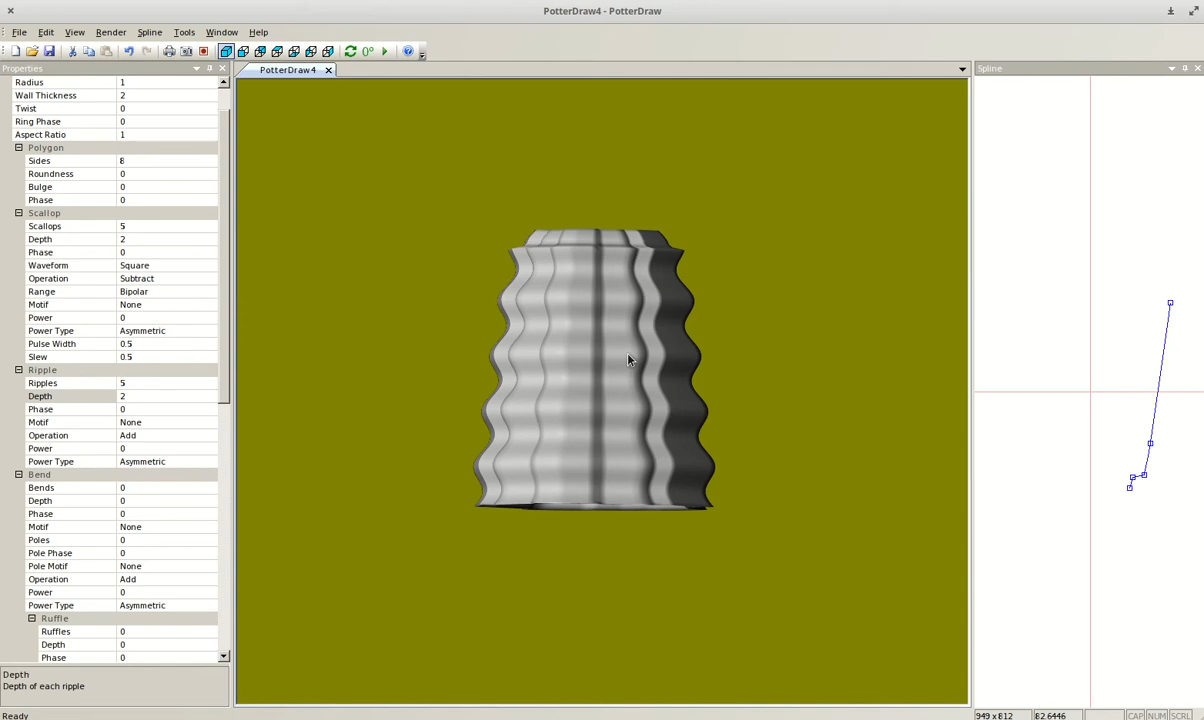 PotterDraw4 - PotterDraw
File Edit View Render Spline Tools Window Help
0°
Properties
PotterDraw4
Spline
Radius 1
Wall Thickness 2
Twist 0
Ring Phase 0
Aspect Ratio 1
Polygon
Sides 8
Roundness 0
Bulge 0
Phase 0
Scallop
Scallops 5
Depth 2
Phase 0
Waveform Square
Operation Subtract
Range Bipolar
Motif None
Power 0
Power Type Asymmetric
Pulse Width 0.5
Slew 0.5
Ripple
Ripples 5
Depth 2
Phase 0
Motif None
Operation Add
Power 0
Power Type Asymmetric
Bend
Bends 0
Depth 0
Phase 0
Motif None
Poles 0
Pole Phase 0
Pole Motif None
Operation Add
Power 0
Power Type Asymmetric
Ruffle
Ruffles 0
Depth 0
Phase 0
Depth
Depth of each ripple
Ready
949 x 812 82.6446 CAP NUM SCRL